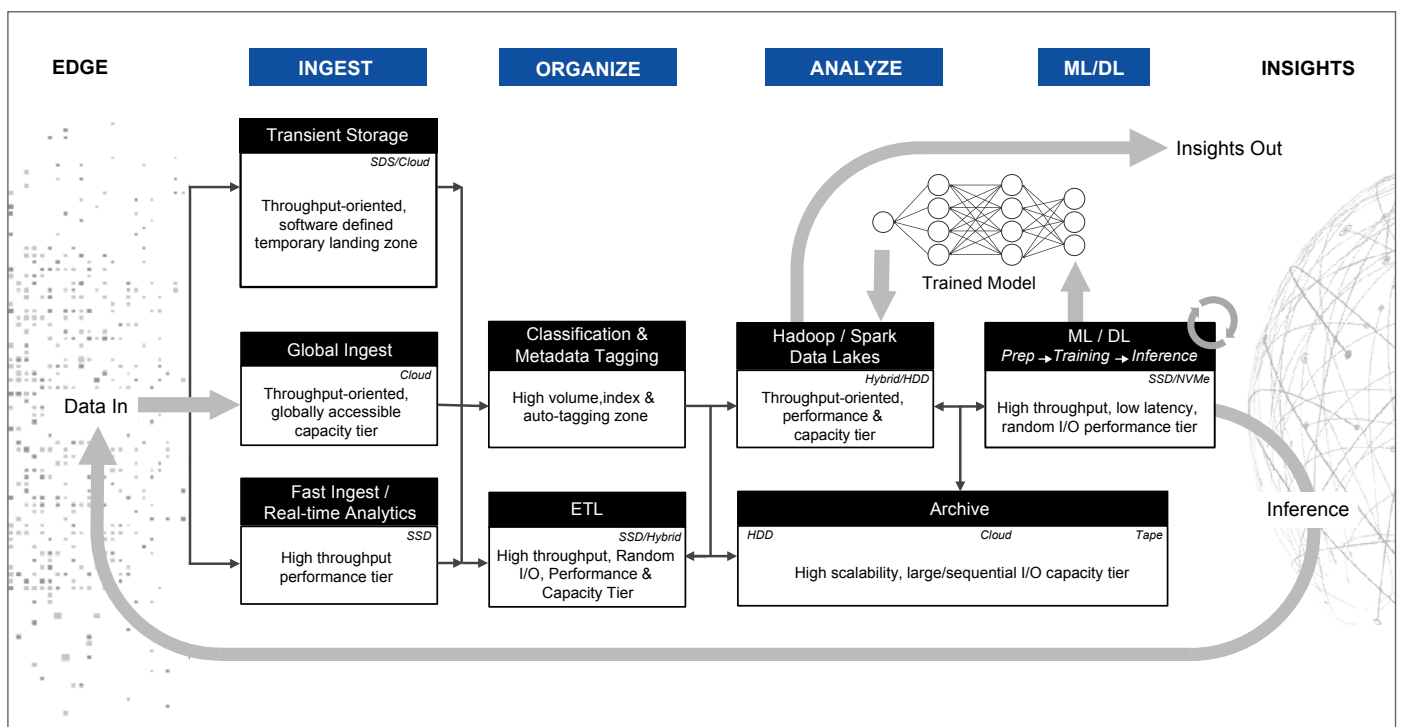 EDGE
INGEST
ORGANIZE
ANALYZE
ML/DL
INSIGHTS
Transient Storage
SDS/Cloud
Throughput-oriented,
software defined
temporary landing zone
Insights Out
Trained Model
Global Ingest
Cloud
Throughput-oriented,
globally accessible
capacity tier
Classification &
Metadata Tagging
High volume,index &
auto-tagging zone
Hadoop / Spark
Data Lakes
Hybrid/HDD
Throughput-oriented,
performance &
capacity tier
ML / DL
Prep → Training → Inference
SSD/NVMe
High throughput, low latency,
random I/O performance tier
Data In
Fast Ingest /
Real-time Analytics
SSD
High throughput
performance tier
ETL
SSD/Hybrid
High throughput, Random
I/O, Performance &
Capacity Tier
Archive
HDD
Cloud
Tape
High scalability, large/sequential I/O capacity tier
Inference